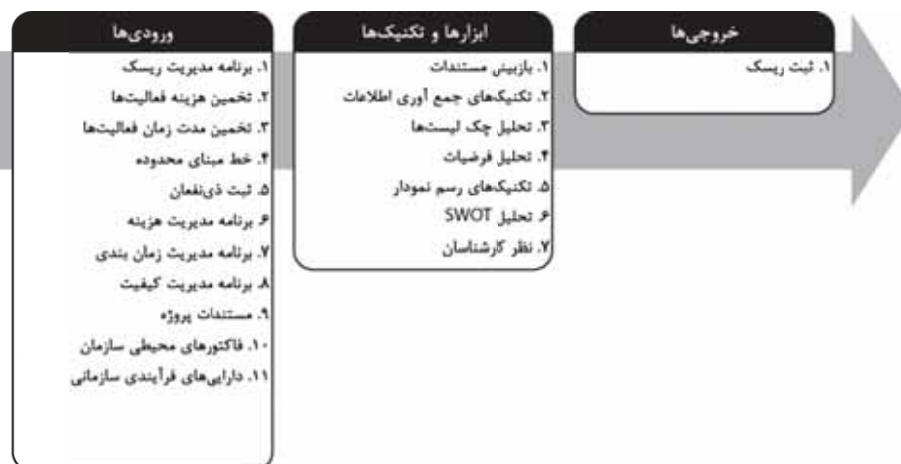 ورودی‌ها
۱. برنامه مدیریت ریسک
۲. تخمین هزینه فعالیت‌ها
۳. تخمین مدت زمان فعالیت‌ها
۴. خط مبنای محدوده
۵. ثبت ذی‌نفعان
۶. برنامه مدیریت هزینه
۷. برنامه مدیریت زمان بندی
۸. برنامه مدیریت کیفیت
۹. مستندات پروژه
۱۰. فاکتورهای محیطی سازمان
۱۱. دارایی‌های فرآیندی سازمانی
ابزارها و تکنیک‌ها
۱. بازبینی مستندات
۲. تکنیک‌های جمع آوری اطلاعات
۳. تحلیل چک لیست‌ها
۴. تحلیل فرضیات
۵. تکنیک‌های رسم نمودار
۶. تحلیل SWOT
۷. نظر کارشناسان
خروجی‌ها
۱. ثبت ریسک